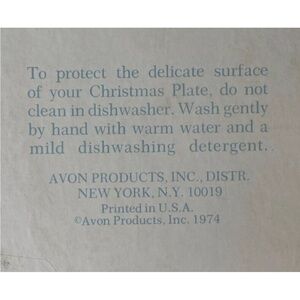 To protect the delicate surface
of your Christmas Plate, do not
clean in dishwasher. Wash gently
by hand with warm water and a
mild dishwashing detergent.
AVON PRODUCTS, INC., DISTR.
NEW YORK, N.Y. 10019
Printed in U.S.A.
©Avon Products, Inc. 1974